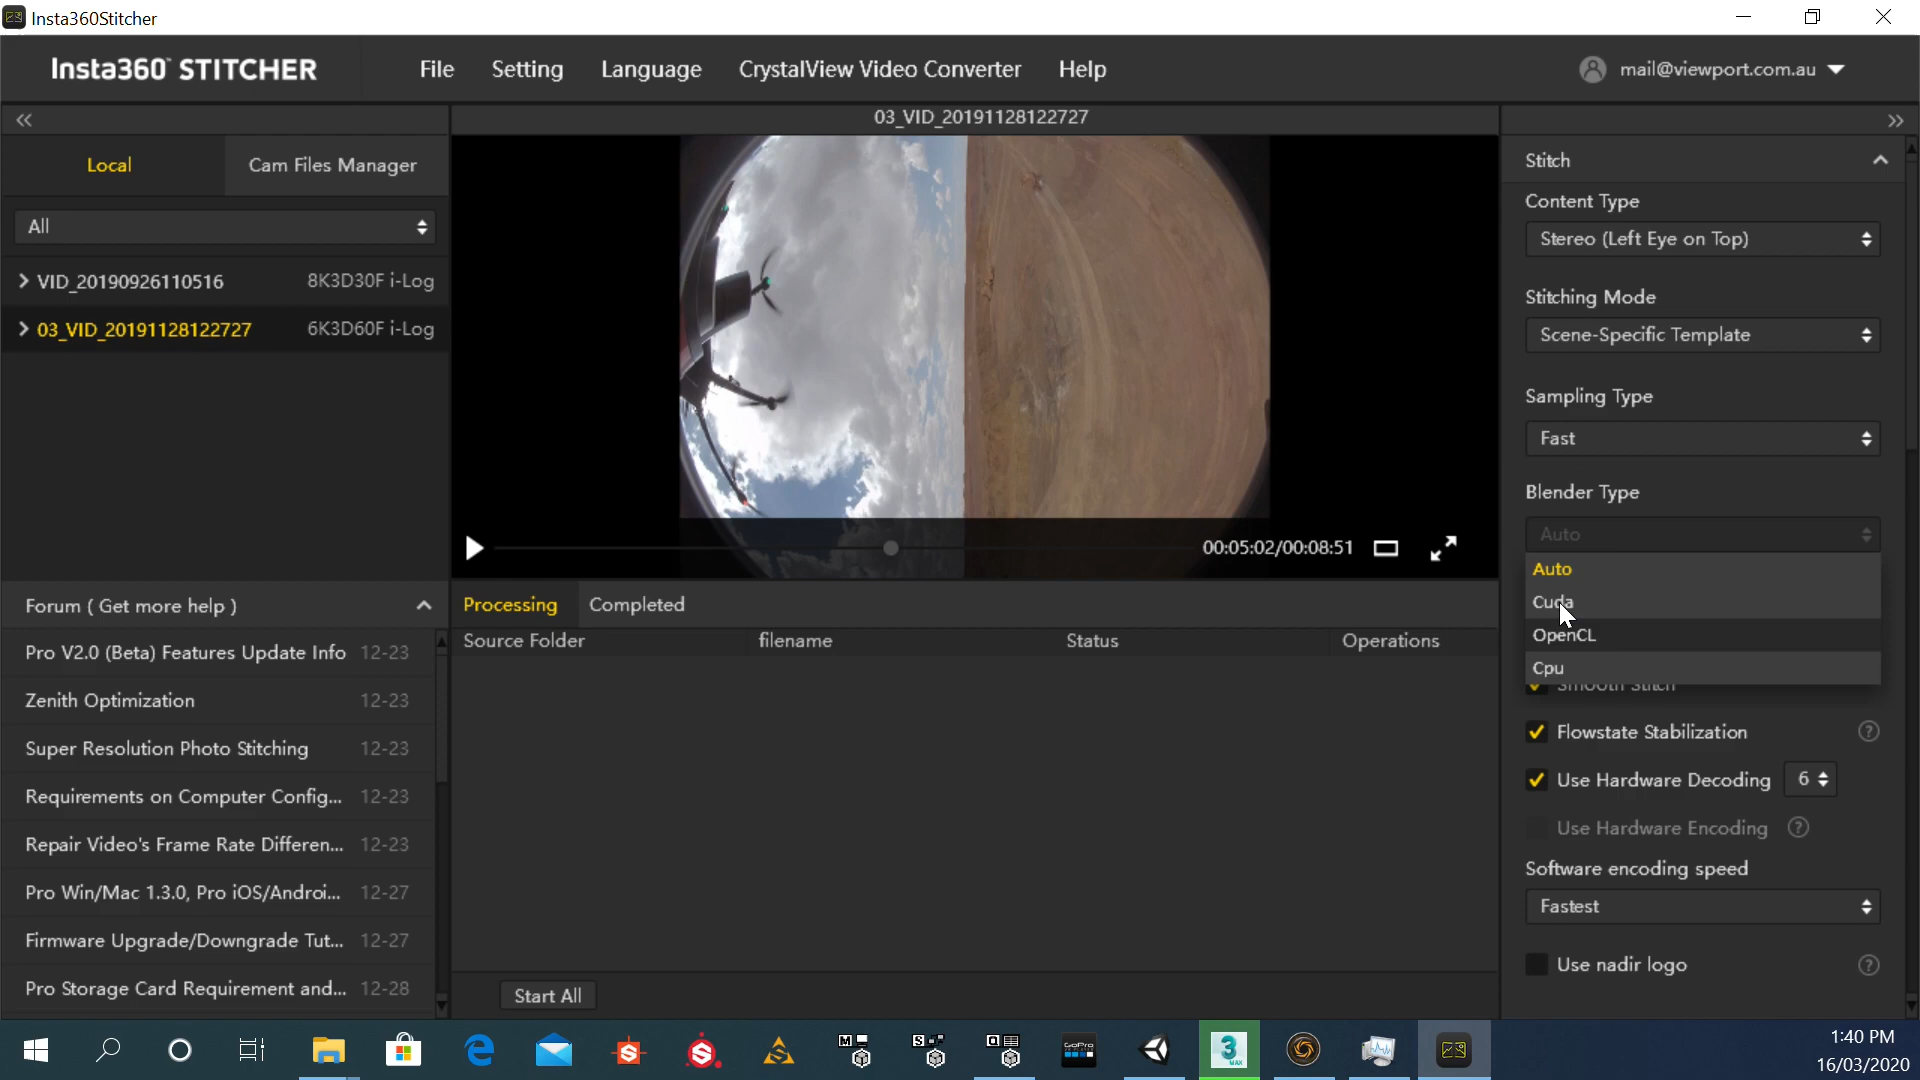 Insta360Stitcher
Insta360 STITCHER
File
Setting
Language
CrystalView Video Converter
Help
mail@viewport.com.au
03_VID_20191128122727
Local
Cam Files Manager
All
VID_20190926110516 8K3D30F i-Log
03_VID_20191128122727 6K3D60F i-Log
00:05:02/00:08:51
Forum ( Get more help )
Pro V2.0 (Beta) Features Update Info 12-23
Zenith Optimization 12-23
Super Resolution Photo Stitching 12-23
Requirements on Computer Config... 12-23
Repair Video's Frame Rate Differen... 12-23
Pro Win/Mac 1.3.0, Pro iOS/Androi... 12-27
Firmware Upgrade/Downgrade Tut... 12-27
Pro Storage Card Requirement and... 12-28
Processing
Completed
Source Folder
filename
Status
Operations
Start All
Stitch
Content Type
Stereo (Left Eye on Top)
Stitching Mode
Scene-Specific Template
Sampling Type
Fast
Blender Type
Auto
Auto
Cuda
OpenCL
Cpu
Smooth Stitch
Flowstate Stabilization ?
Use Hardware Decoding 6
Use Hardware Encoding ?
Software encoding speed
Fastest
Use nadir logo ?
M
S
Q
GoPro
3
MAX
1:40 PM
16/03/2020